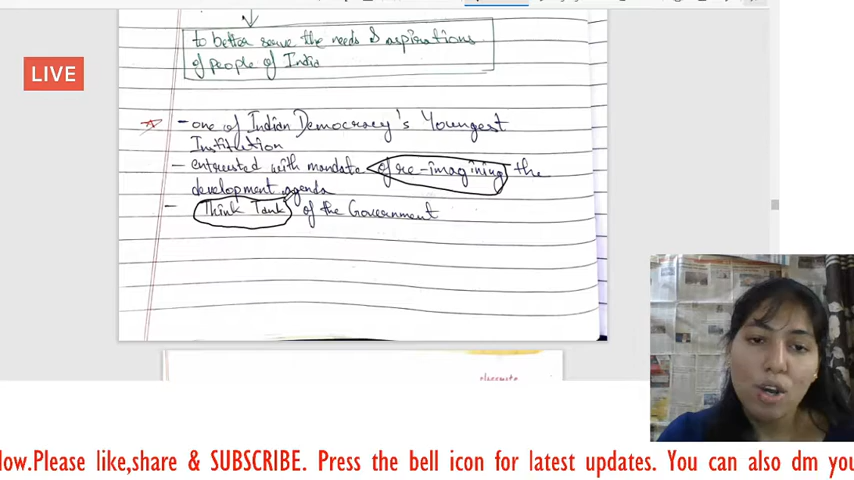 to better serve the needs & aspirations
of people of India
LIVE
- one of Indian Democracy's Youngest
Institution
- entrusted with mandate of re-imagining the
development agenda
- Think Tank of the Government
classmate
low.Please like,share & SUBSCRIBE. Press the bell icon for latest updates. You can also dm you